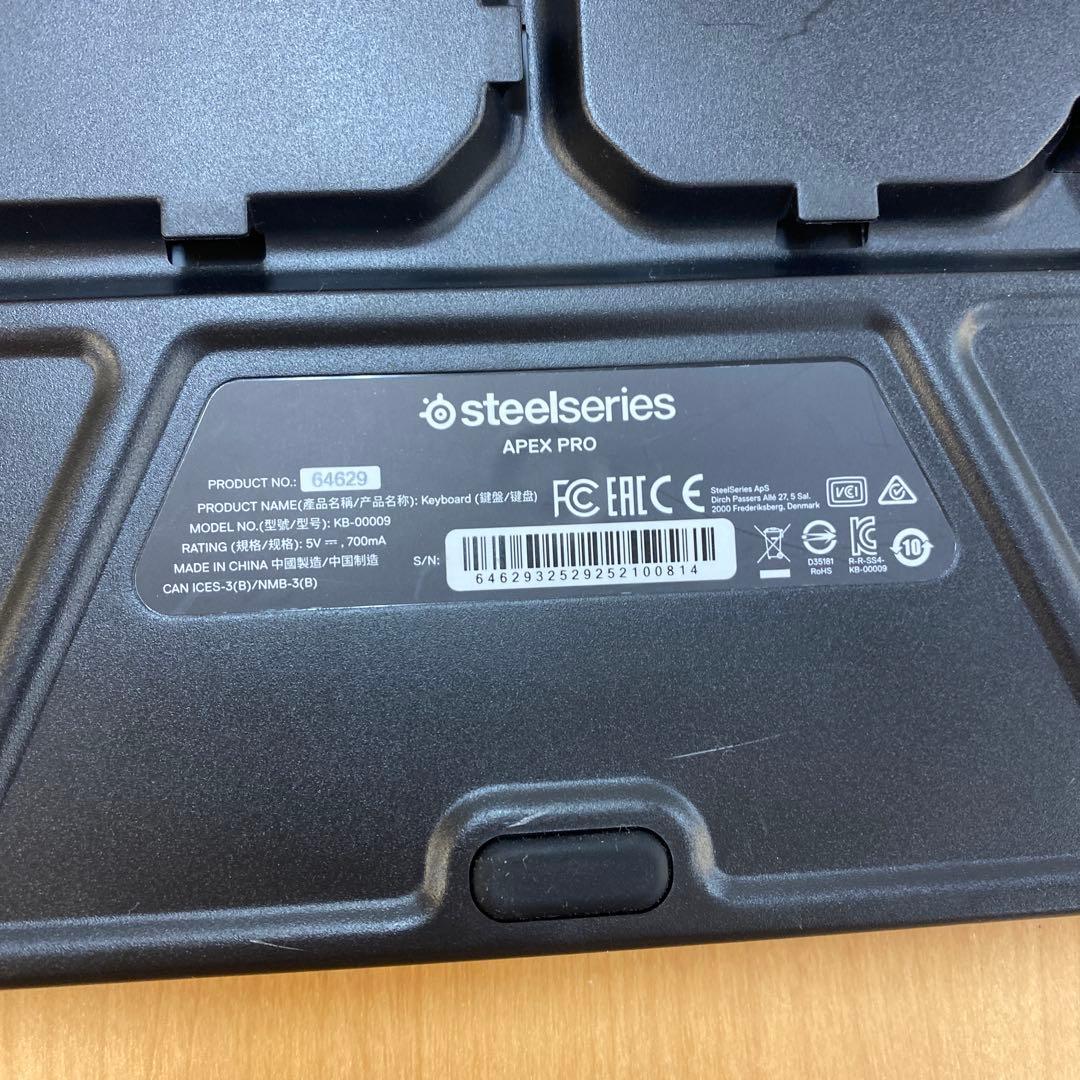 steelseries
APEX PRO
PRODUCT NO.: 64629
PRODUCT NAME(產品名稱/产品名称): Keyboard (鍵盤/键盘)
MODEL NO.(型號/型号): KB-00009
RATING (規格/规格): 5V⎓, 700mA
MADE IN CHINA 中國製造/中国制造
CAN ICES-3(B)/NMB-3(B)
FC EAC CE
SteelSeries ApS
Dirch Passers Allé 27, 5 Sal.
2000 Frederiksberg, Denmark
VCI
S/N:
6462932529252100814
D35181
RoHS
R-R-SS4-
KB-00009
10